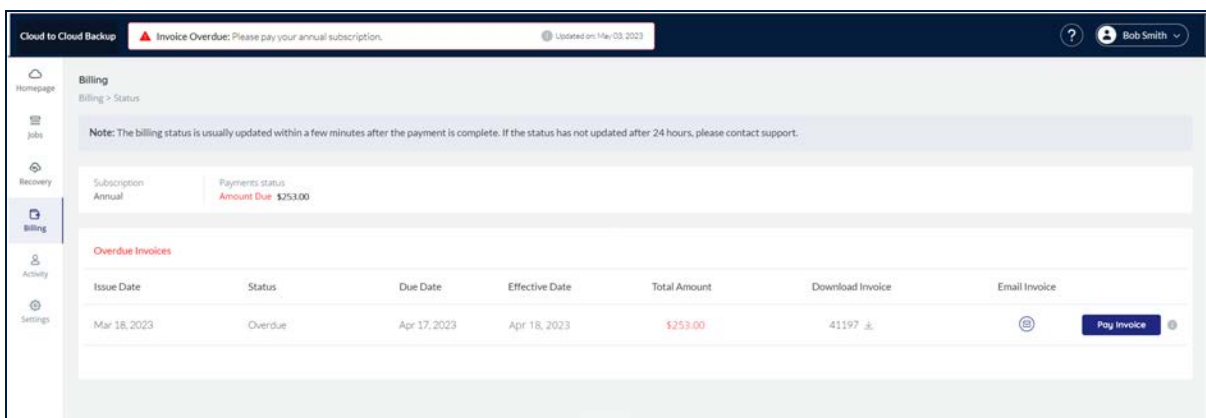 Cloud to Cloud Backup
Invoice Overdue: Please pay your annual subscription.
Updated on: May 03, 2023
?
Bob Smith
Homepage
Jobs
Recovery
Billing
Activity
Settings
Billing
Billing > Status
Note: The billing status is usually updated within a few minutes after the payment is complete. If the status has not updated after 24 hours, please contact support.
Subscription
Annual
Payments status
Amount Due $253.00
Overdue Invoices
Issue Date Status Due Date Effective Date Total Amount Download Invoice Email Invoice
Mar 18, 2023 Overdue Apr 17, 2023 Apr 18, 2023 $253.00 41197 Pay Invoice